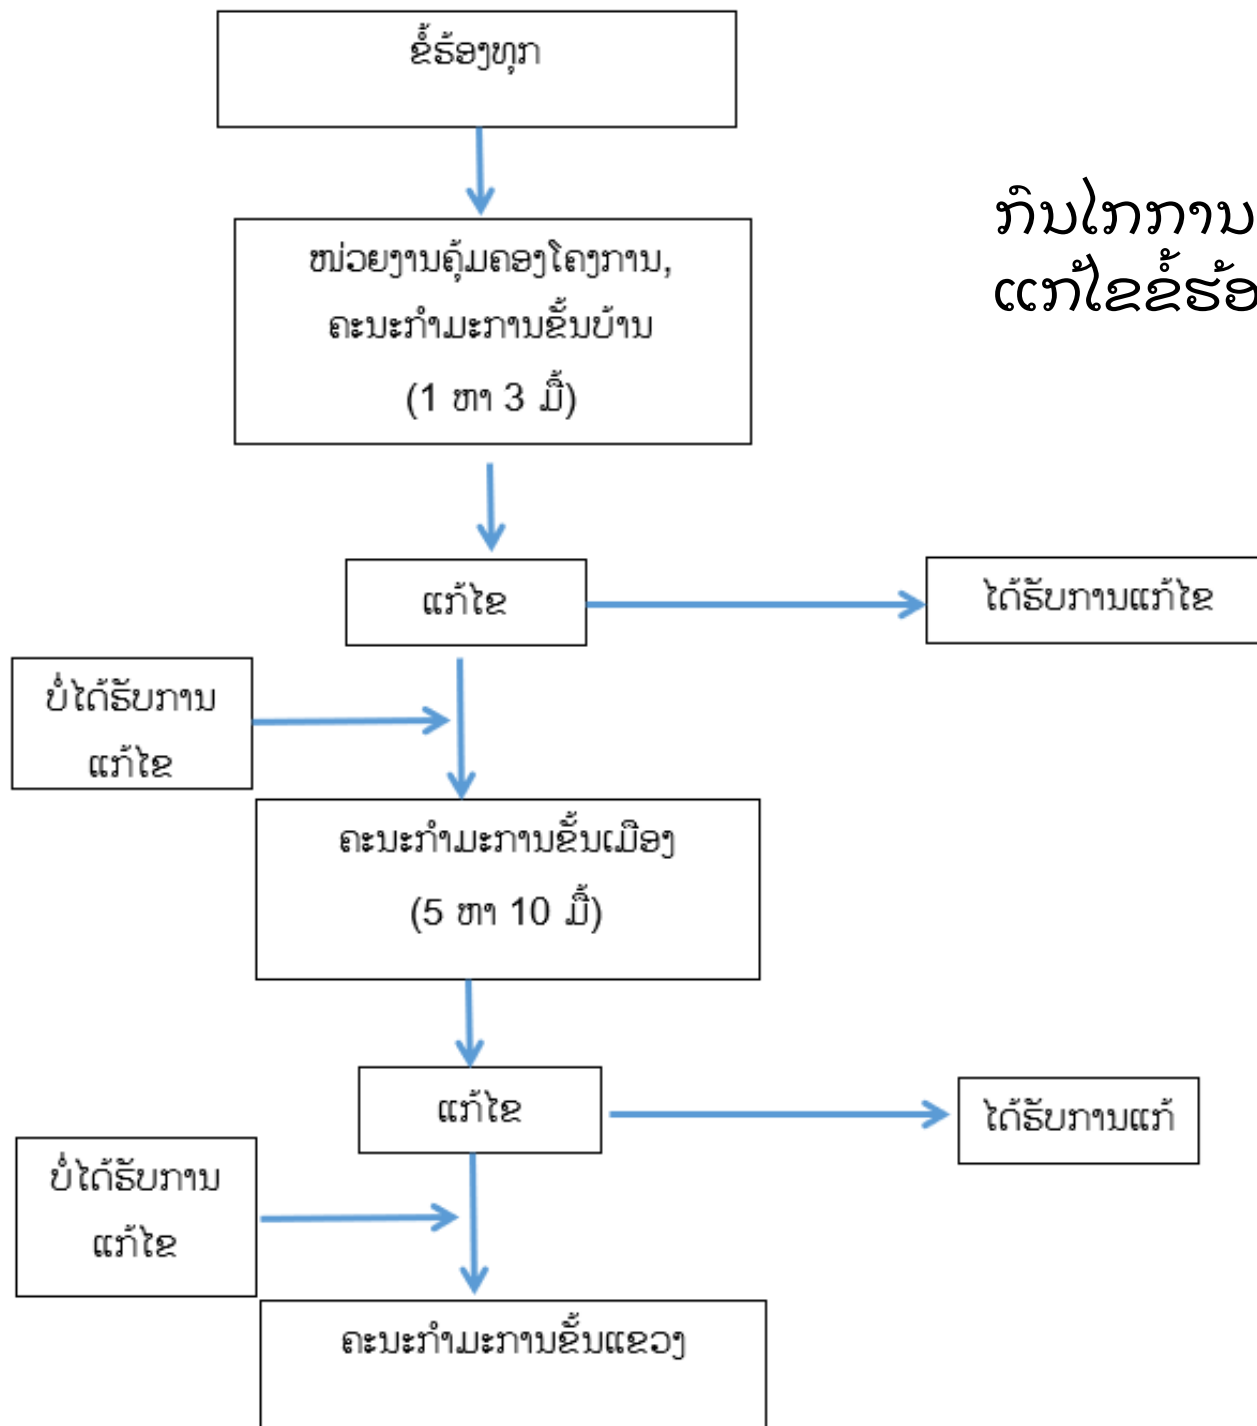 ຂໍ້ຮ້ອງທຸກ
ກົນໄກການ
ແກ້ໄຂຂໍ້ຮ້ອ
ໜ່ວຍງານຄຸ້ມຄອງໂຄງການ,
ຄະນະກຳມະການຂັ້ນບ້ານ
(1 ຫາ 3 ມື້)
ແກ້ໄຂ
ໄດ້ຮັບການແກ້ໄຂ
ບໍ່ໄດ້ຮັບການ
ແກ້ໄຂ
ຄະນະກຳມະການຂັ້ນເມືອງ
(5 ຫາ 10 ມື້)
ແກ້ໄຂ
ໄດ້ຮັບການແກ້
ບໍ່ໄດ້ຮັບການ
ແກ້ໄຂ
ຄະນະກຳມະການຂັ້ນແຂວງ